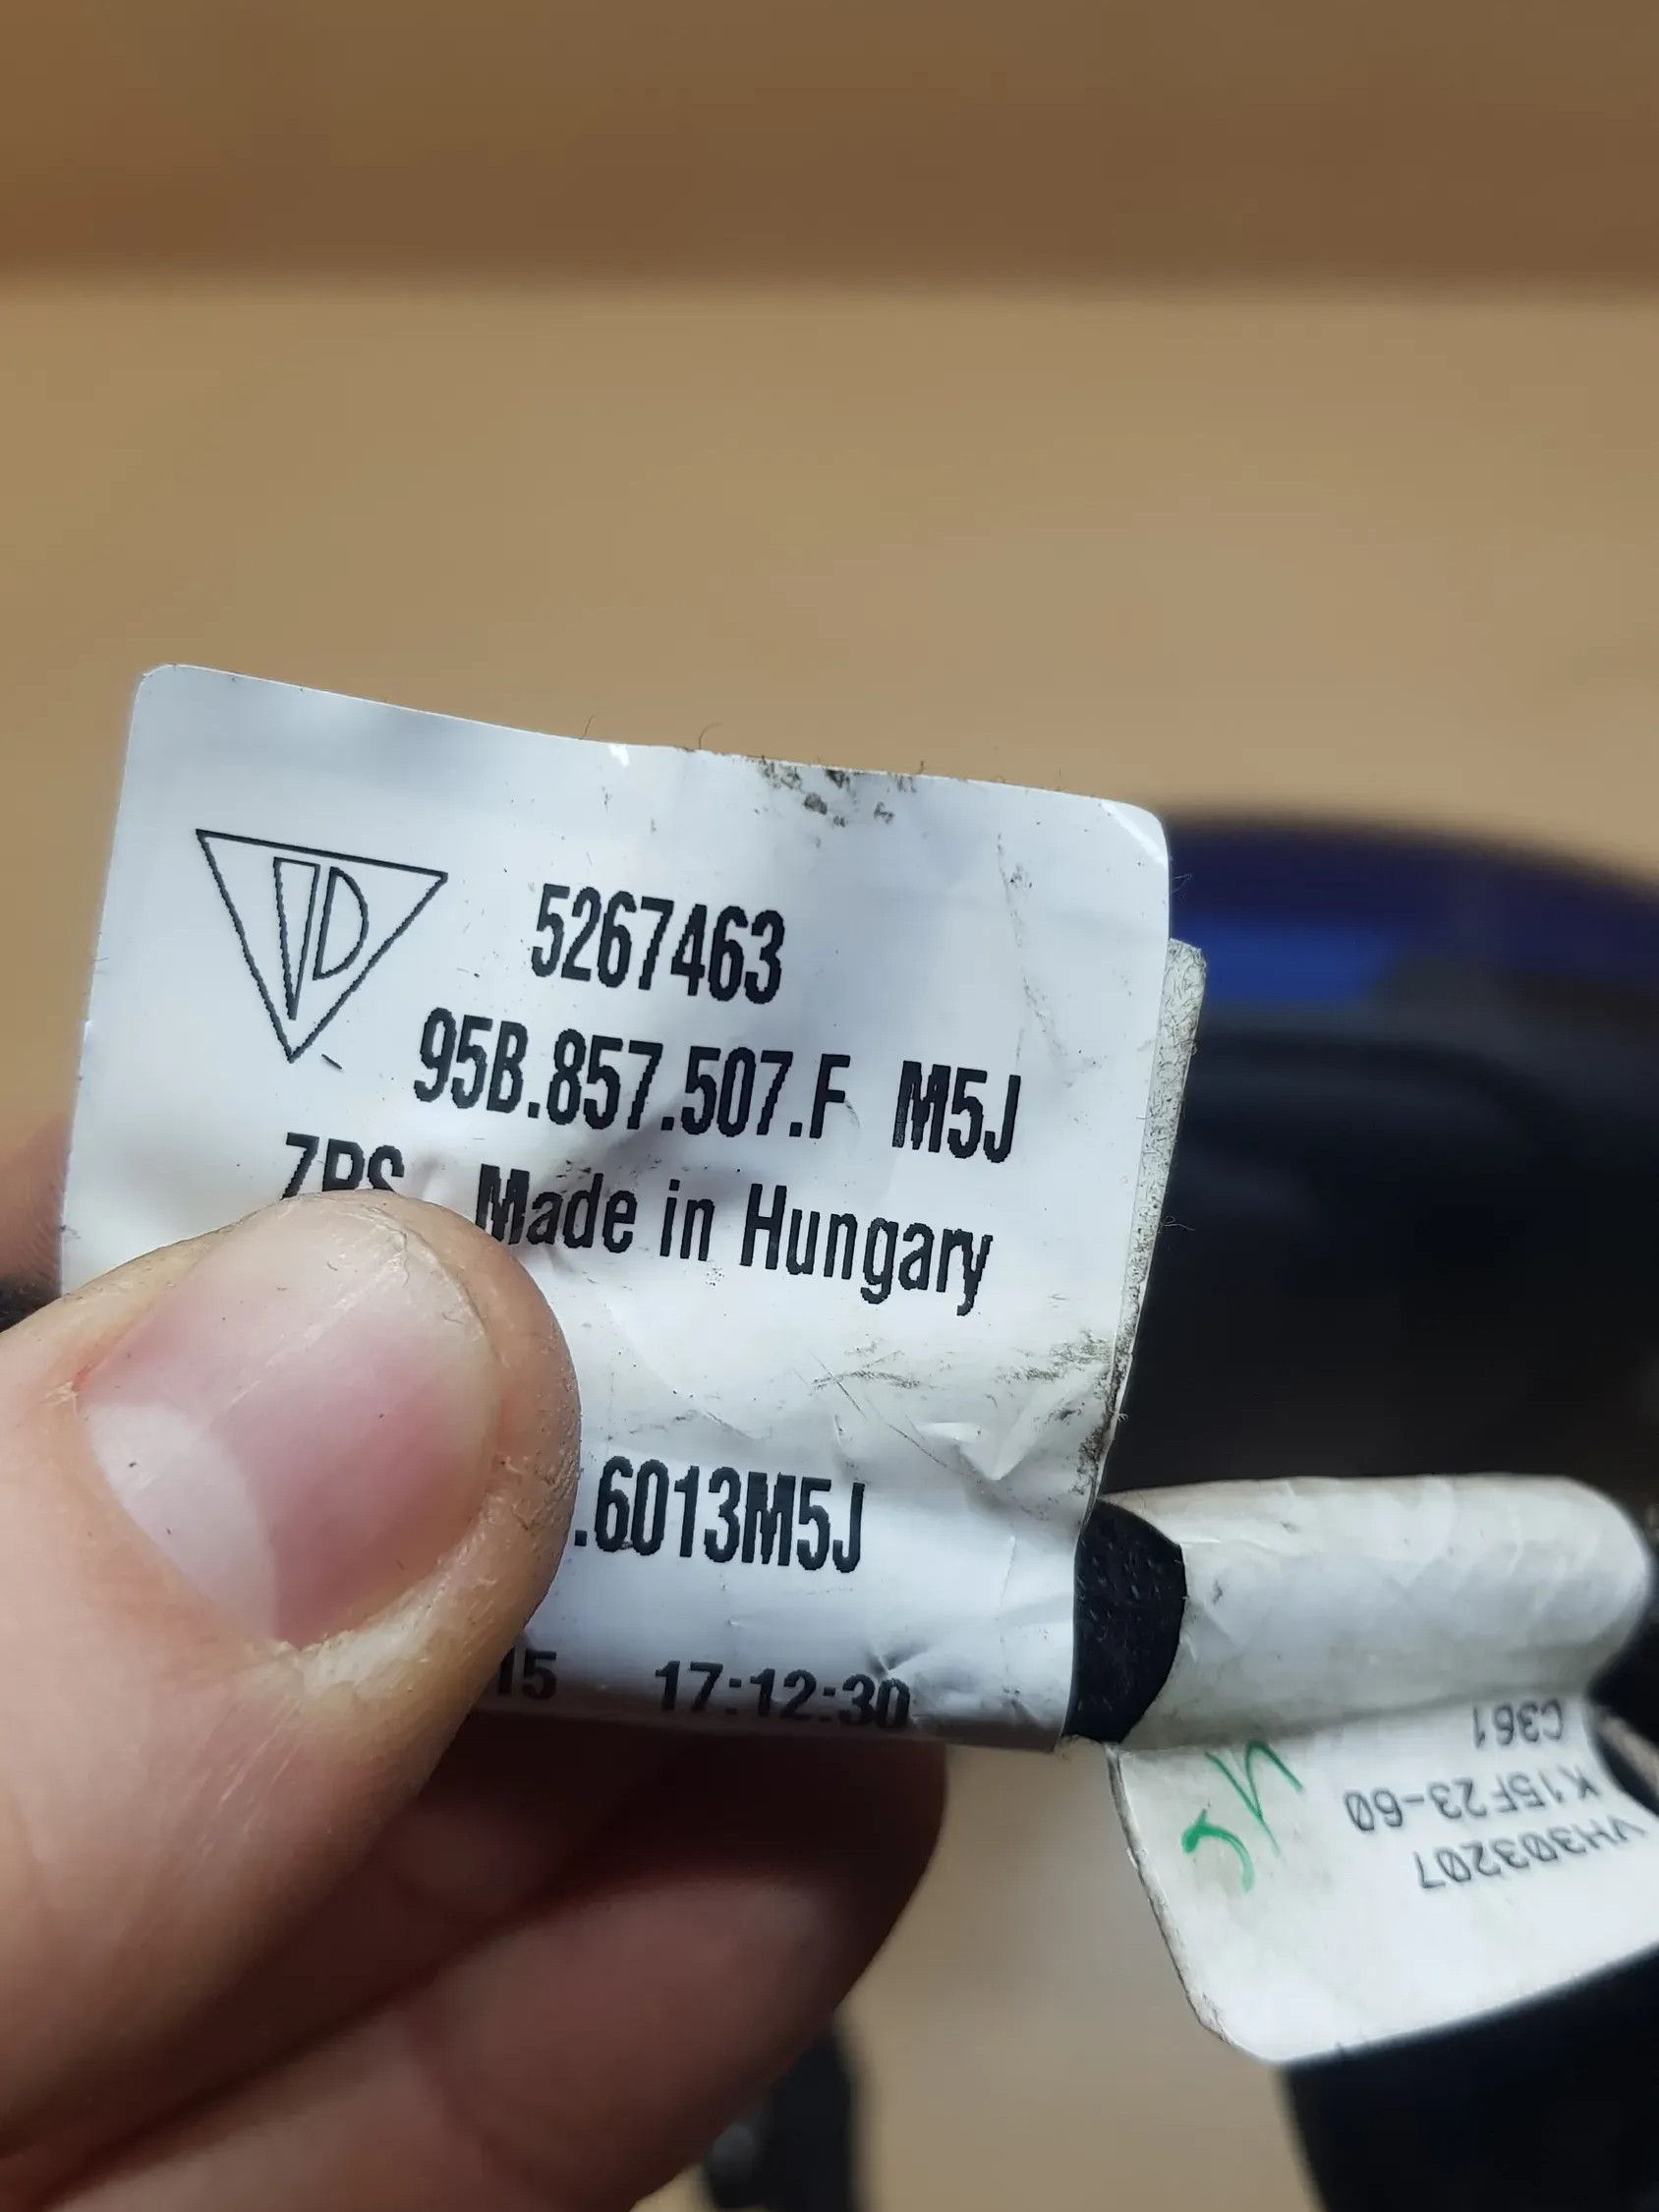 5267463
95B.857.507.F M5J
Made in Hungary
.6013M5J
15 17:12:30
VH303207
K15F23-60
C361